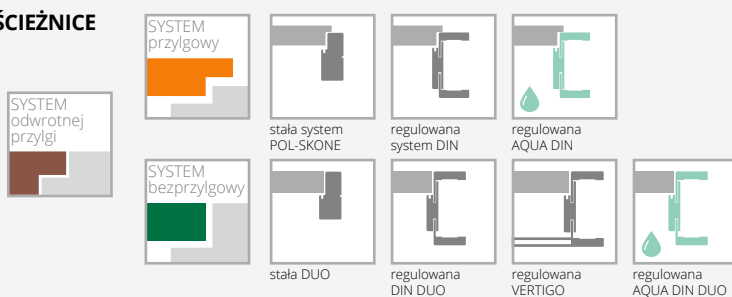 ŚCIEŻNICE
SYSTEM
odwrotnej
przylgi
SYSTEM
przylgowy
stała system
POL-SKONE
regulowana
system DIN
regulowana
AQUA DIN
SYSTEM
bezprzylgowy
stała DUO
regulowana
DIN DUO
regulowana
VERTIGO
regulowana
AQUA DIN DUO